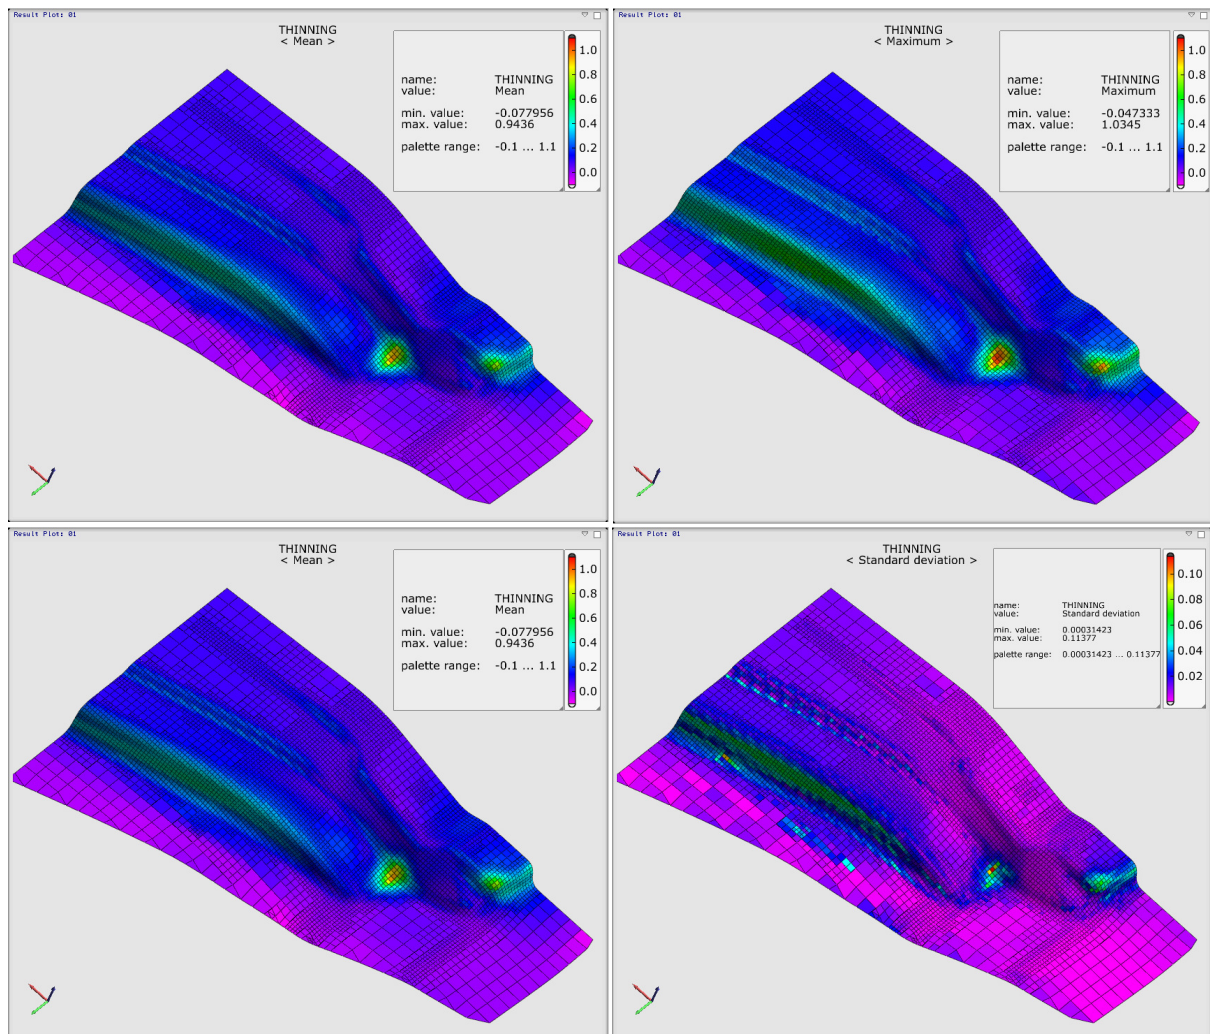 Result Plot: 01
THINNING
< Mean >
name: THINNING
value: Mean
min. value: -0.077956
max. value: 0.9436
palette range: -0.1 ... 1.1
1.0
0.8
0.6
0.4
0.2
0.0
Result Plot: 01
THINNING
< Maximum >
name: THINNING
value: Maximum
min. value: -0.047333
max. value: 1.0345
palette range: -0.1 ... 1.1
1.0
0.8
0.6
0.4
0.2
0.0
Result Plot: 01
THINNING
< Mean >
name: THINNING
value: Mean
min. value: -0.077956
max. value: 0.9436
palette range: -0.1 ... 1.1
1.0
0.8
0.6
0.4
0.2
0.0
Result Plot: 01
THINNING
< Standard deviation >
name: THINNING
value: Standard deviation
min. value: 0.00031423
max. value: 0.11377
palette range: 0.00031423 ... 0.11377
0.10
0.08
0.06
0.04
0.02